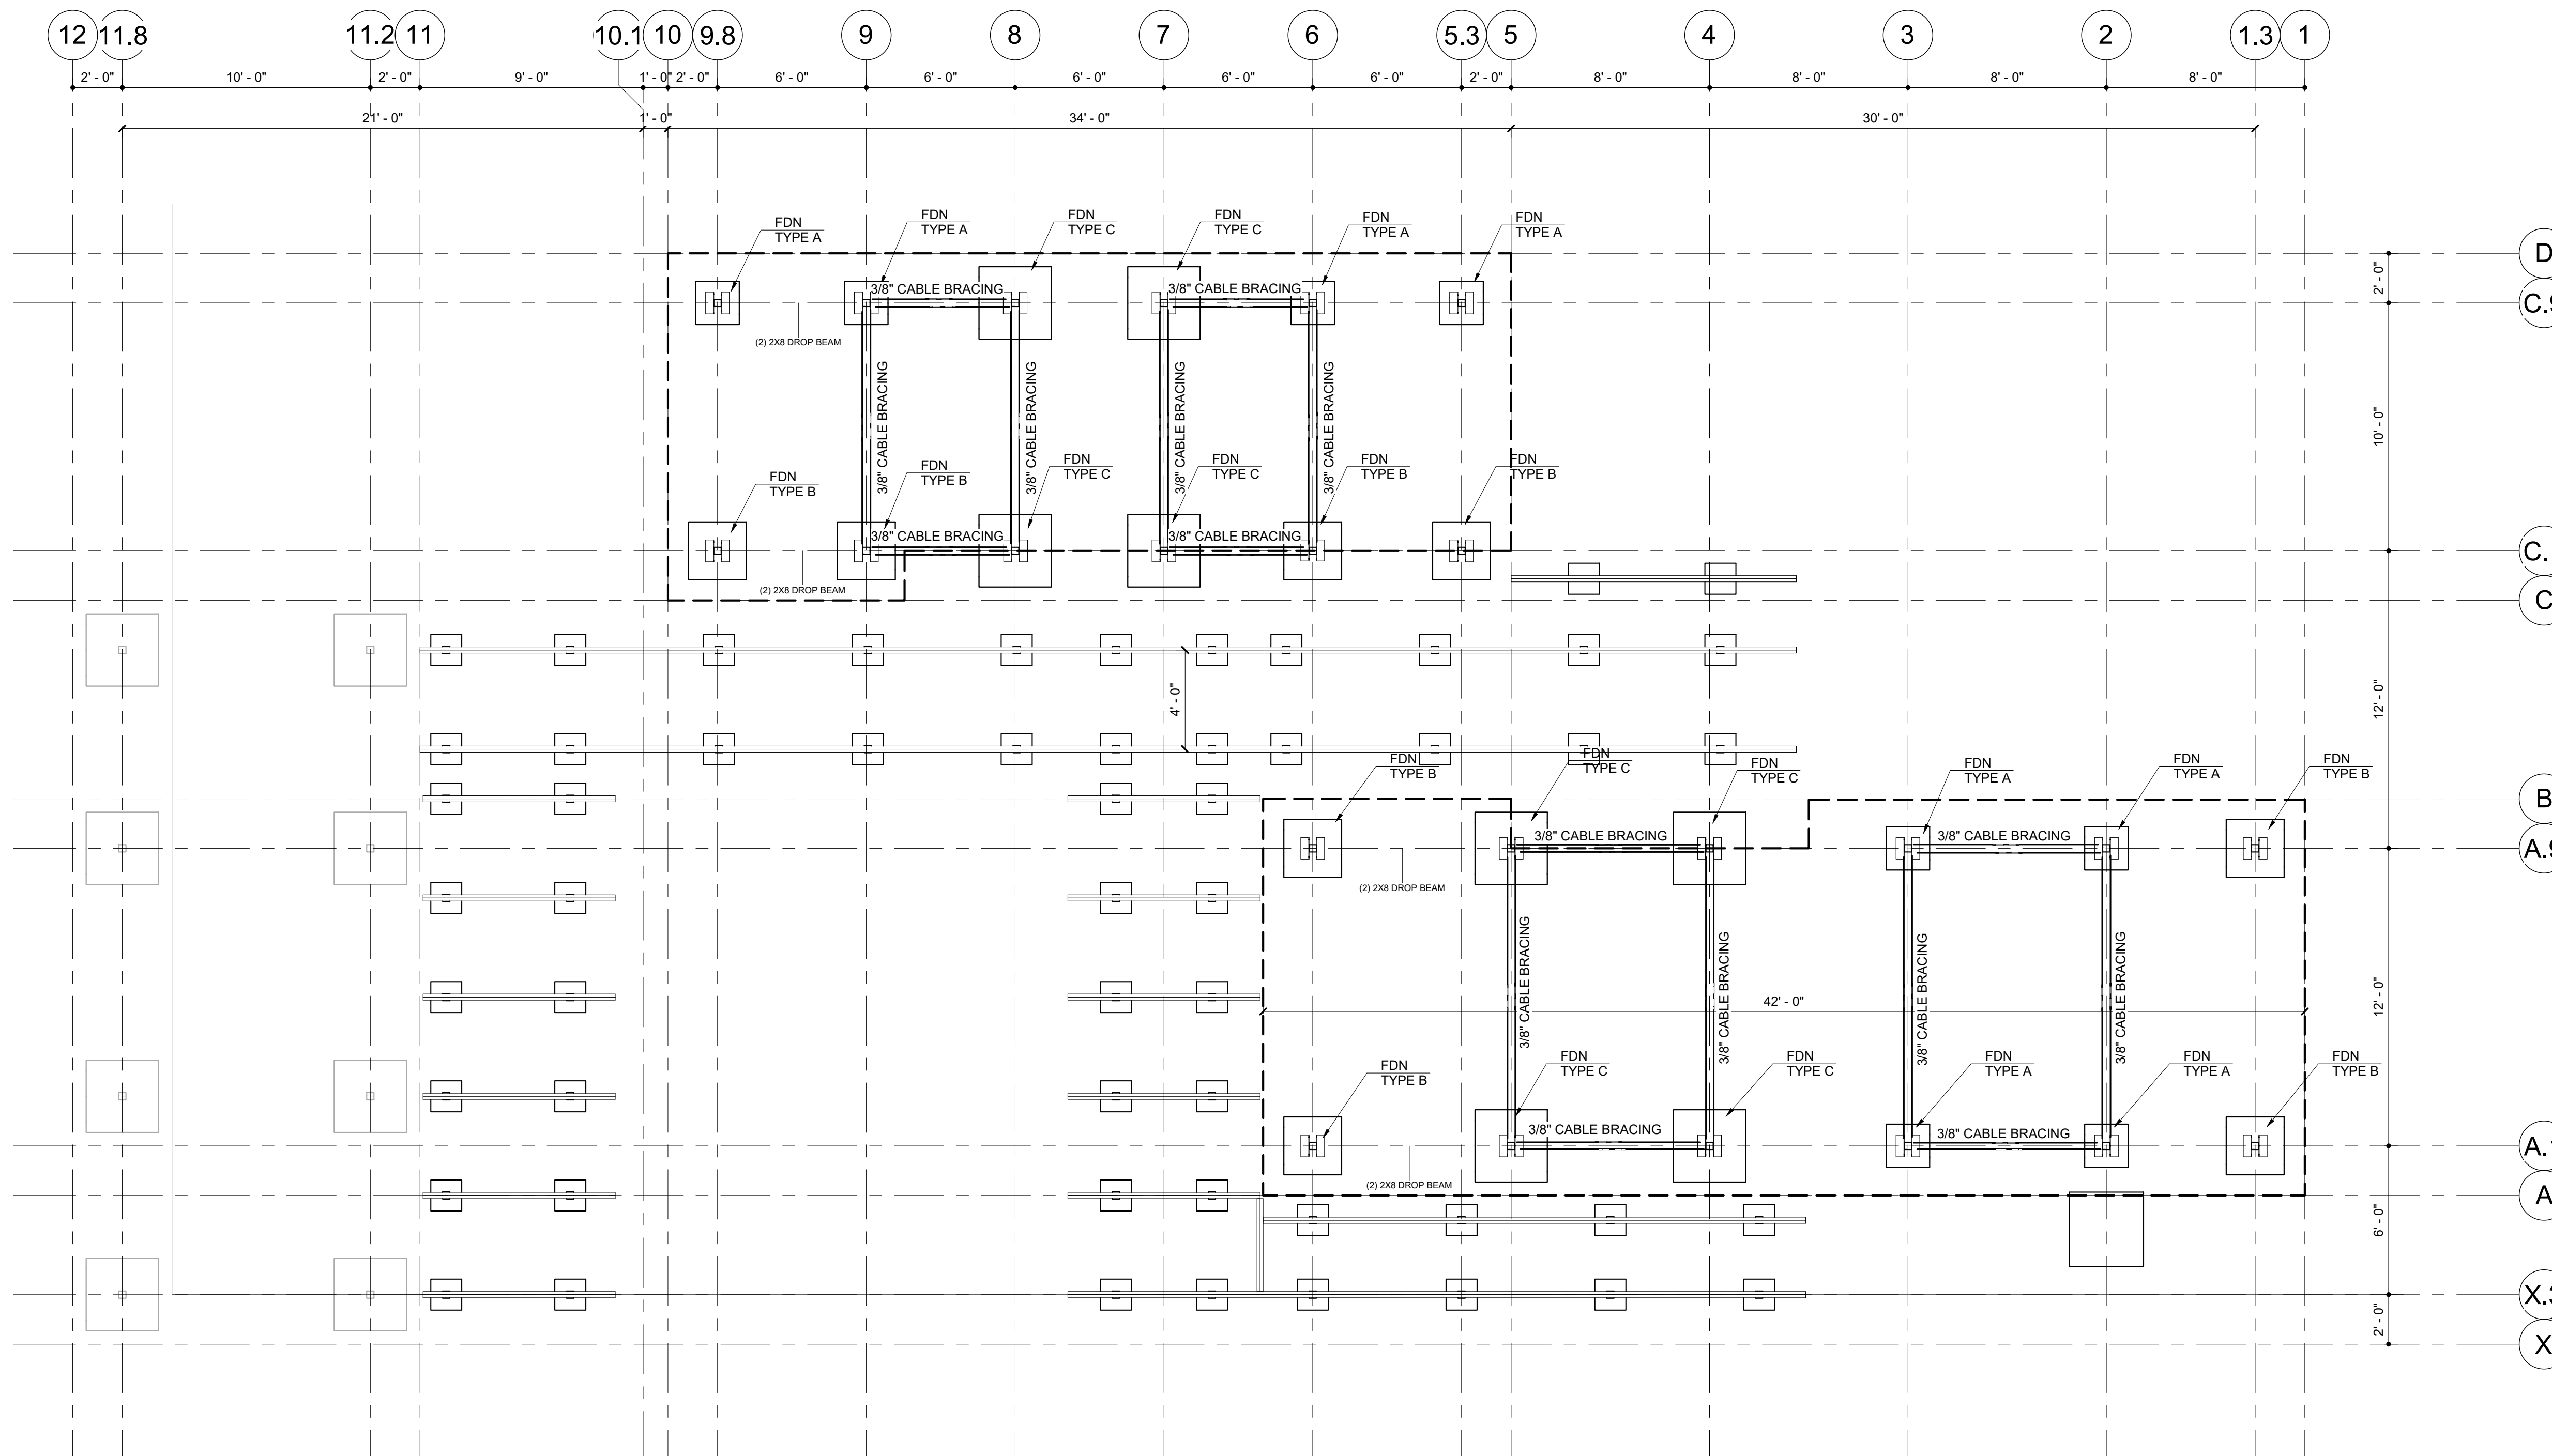 12 11.8 11.2 11 10.1 10 9.8 9 8 7 6 5.3 5 4 3 2 1.3 1
2' - 0" 10' - 0" 2' - 0" 9' - 0" 1' - 0" 2' - 0" 6' - 0" 6' - 0" 6' - 0" 6' - 0" 6' - 0" 2' - 0" 8' - 0" 8' - 0" 8' - 0" 8' - 0"
21' - 0" 1' - 0" 34' - 0" 30' - 0"
FDN
TYPE A
FDN
TYPE A
FDN
TYPE C
FDN
TYPE C
FDN
TYPE A
FDN
TYPE A
D
2' - 0"
3/8" CABLE BRACING
3/8" CABLE BRACING
C.9
(2) 2X8 DROP BEAM
3/8" CABLE BRACING
3/8" CABLE BRACING
3/8" CABLE BRACING
3/8" CABLE BRACING
10' - 0"
FDN
TYPE B
FDN
TYPE B
FDN
TYPE C
FDN
TYPE C
FDN
TYPE B
FDN
TYPE B
3/8" CABLE BRACING
3/8" CABLE BRACING
C.
(2) 2X8 DROP BEAM
C
4' - 0"
12' - 0"
FDN
TYPE B
FDN
TYPE C
FDN
TYPE C
FDN
TYPE A
FDN
TYPE A
FDN
TYPE B
B
3/8" CABLE BRACING
3/8" CABLE BRACING
A.9
(2) 2X8 DROP BEAM
3/8" CABLE BRACING
3/8" CABLE BRACING
3/8" CABLE BRACING
3/8" CABLE BRACING
42' - 0"
12' - 0"
FDN
TYPE B
FDN
TYPE C
FDN
TYPE C
FDN
TYPE A
FDN
TYPE A
FDN
TYPE B
3/8" CABLE BRACING
3/8" CABLE BRACING
A.1
(2) 2X8 DROP BEAM
A
6' - 0"
X.3
2' - 0"
X